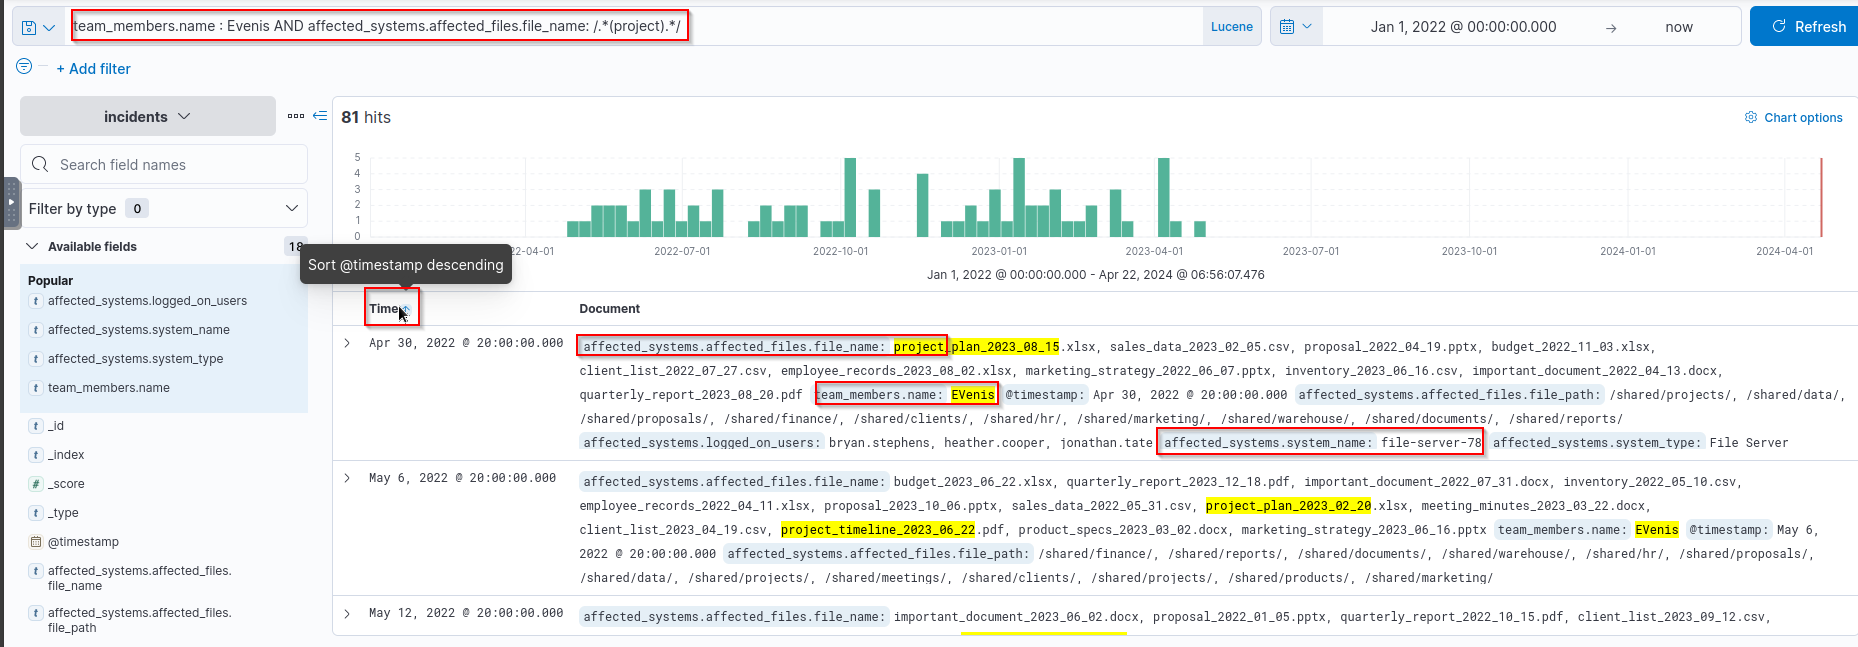 team_members.name : Evenis AND affected_systems.affected_files.file_name: /.*(project).*/
Lucene
Jan 1, 2022 @ 00:00:00.000 → now
Refresh
+ Add filter
incidents
81 hits
Chart options
Search field names
Filter by type 0
Available fields 18
5
4
3
2
1
0
22-04-01 2022-07-01 2022-10-01 2023-01-01 2023-04-01 2023-07-01 2023-10-01 2024-01-01 2024-04-01
Jan 1, 2022 @ 00:00:00.000 - Apr 22, 2024 @ 06:56:07.476
Sort @timestamp descending
Popular
t affected_systems.logged_on_users
t affected_systems.system_name
t affected_systems.system_type
t team_members.name
t _id
t _index
# _score
t _type
@timestamp
t affected_systems.affected_files.
file_name
t affected_systems.affected_files.
file_path
Time Document
Apr 30, 2022 @ 20:00:00.000
affected_systems.affected_files.file_name: project_plan_2023_08_15.xlsx, sales_data_2023_02_05.csv, proposal_2022_04_19.pptx, budget_2022_11_03.xlsx,
client_list_2022_07_27.csv, employee_records_2023_08_02.xlsx, marketing_strategy_2022_06_07.pptx, inventory_2023_06_16.csv, important_document_2022_04_13.docx,
quarterly_report_2023_08_20.pdf team_members.name: EVenis @timestamp: Apr 30, 2022 @ 20:00:00.000 affected_systems.affected_files.file_path: /shared/projects/, /shared/data/,
/shared/proposals/, /shared/finance/, /shared/clients/, /shared/hr/, /shared/marketing/, /shared/warehouse/, /shared/documents/, /shared/reports/
affected_systems.logged_on_users: bryan.stephens, heather.cooper, jonathan.tate affected_systems.system_name: file-server-78 affected_systems.system_type: File Server
May 6, 2022 @ 20:00:00.000
affected_systems.affected_files.file_name: budget_2023_06_22.xlsx, quarterly_report_2023_12_18.pdf, important_document_2022_07_31.docx, inventory_2022_05_10.csv,
employee_records_2022_04_11.xlsx, proposal_2023_10_06.pptx, sales_data_2022_05_31.csv, project_plan_2023_02_20.xlsx, meeting_minutes_2023_03_22.docx,
client_list_2023_04_19.csv, project_timeline_2023_06_22.pdf, product_specs_2023_03_02.docx, marketing_strategy_2023_06_16.pptx team_members.name: EVenis @timestamp: May 6,
2022 @ 20:00:00.000 affected_systems.affected_files.file_path: /shared/finance/, /shared/reports/, /shared/documents/, /shared/warehouse/, /shared/hr/, /shared/proposals/,
/shared/data/, /shared/projects/, /shared/meetings/, /shared/clients/, /shared/projects/, /shared/products/, /shared/marketing/
May 12, 2022 @ 20:00:00.000
affected_systems.affected_files.file_name: important_document_2023_06_02.docx, proposal_2022_01_05.pptx, quarterly_report_2022_10_15.pdf, client_list_2023_09_12.csv,